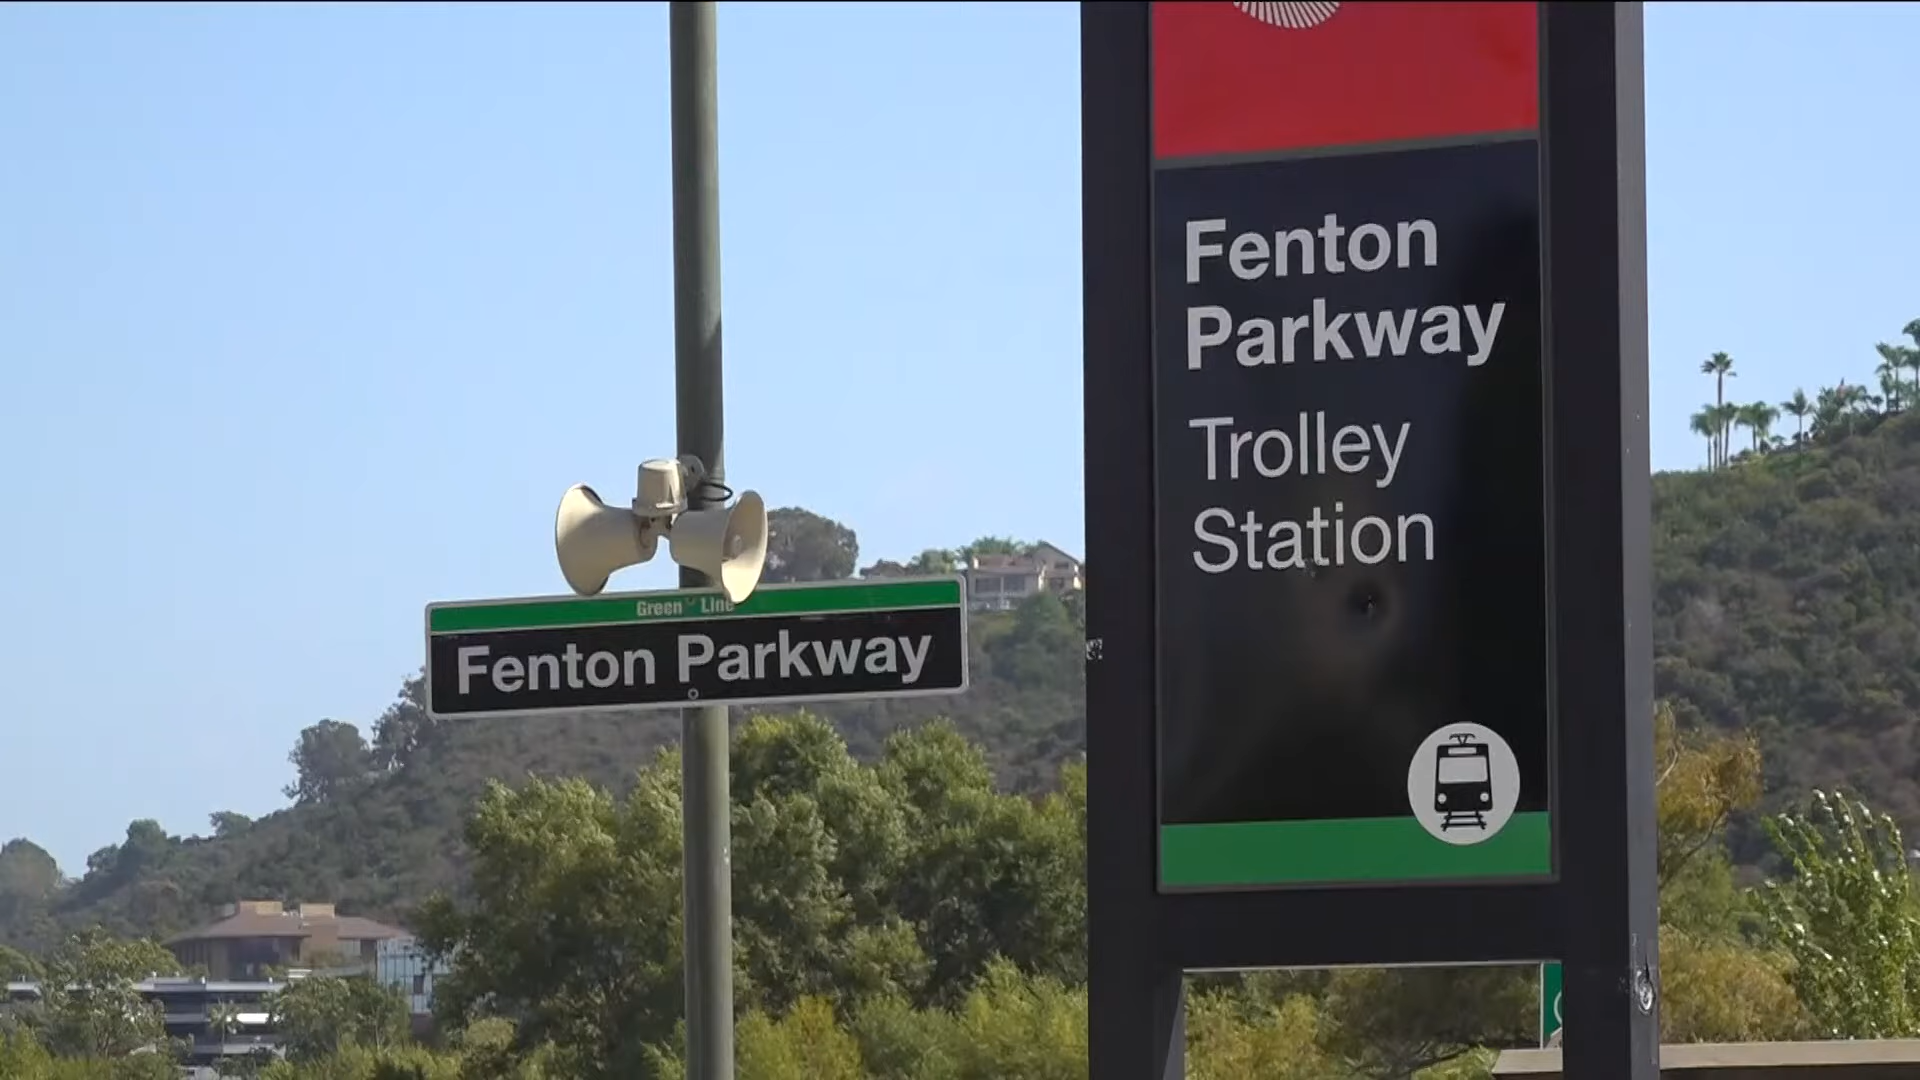 Green Line
Fenton Parkway
Fenton
Parkway
Trolley
Station